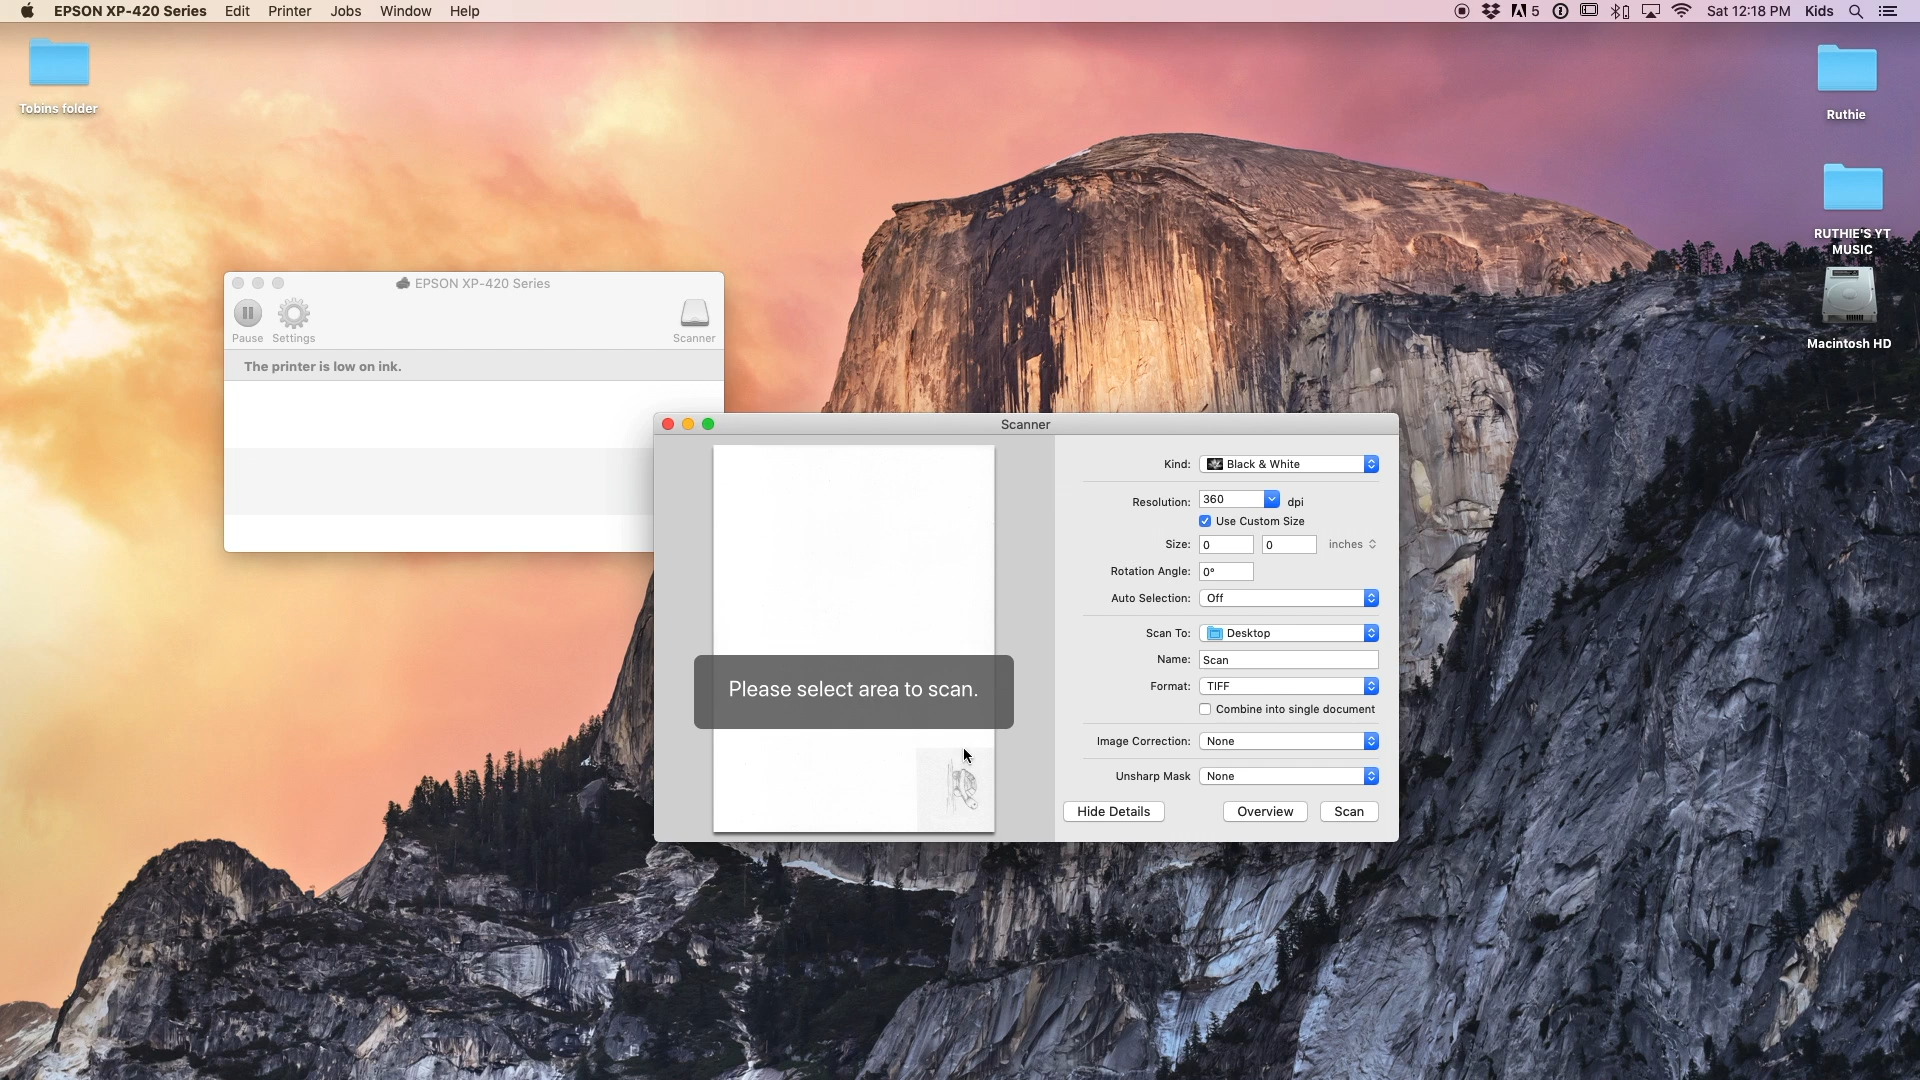 EPSON XP-420 Series Edit Printer Jobs Window Help
5 Sat 12:18 PM Kids
Tobins folder
Ruthie
RUTHIE'S YT
MUSIC
Macintosh HD
EPSON XP-420 Series
Pause Settings Scanner
The printer is low on ink.
Scanner
Please select area to scan.
Kind: Black & White
Resolution: 360 dpi
Use Custom Size
Size: 0 0 inches
Rotation Angle: 0°
Auto Selection: Off
Scan To: Desktop
Name: Scan
Format: TIFF
Combine into single document
Image Correction: None
Unsharp Mask None
Hide Details Overview Scan